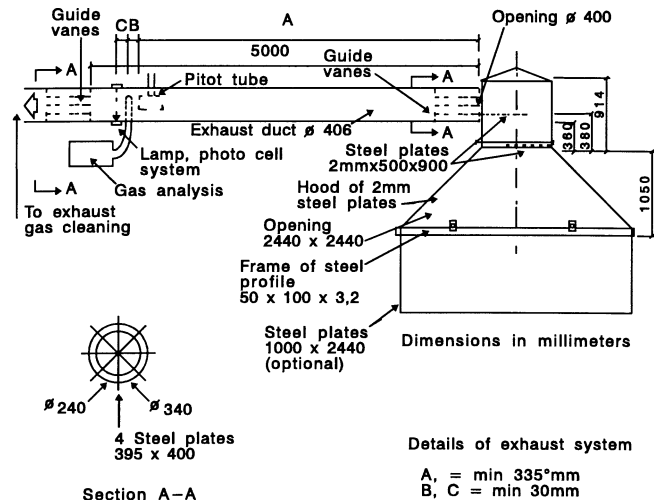 Guide
vanes
C B
A
Opening ø 400
5000
Guide
vanes
A
A
Pitot tube
914
360
380
Exhaust duct ø 406
A
Steel plates
2mmx500x900
Lamp, photo cell
system
Gas analysis
A
Hood of 2mm
steel plates
1050
To exhaust
gas cleaning
Opening
2440 x 2440
Frame of steel
profile
50 x 100 x 3,2
Steel plates
1000 x 2440
(optional)
Dimensions in millimeters
ø 240
ø 340
4 Steel plates
395 x 400
Section A-A
Details of exhaust system
A, = min 335°mm
B, C = min 30mm